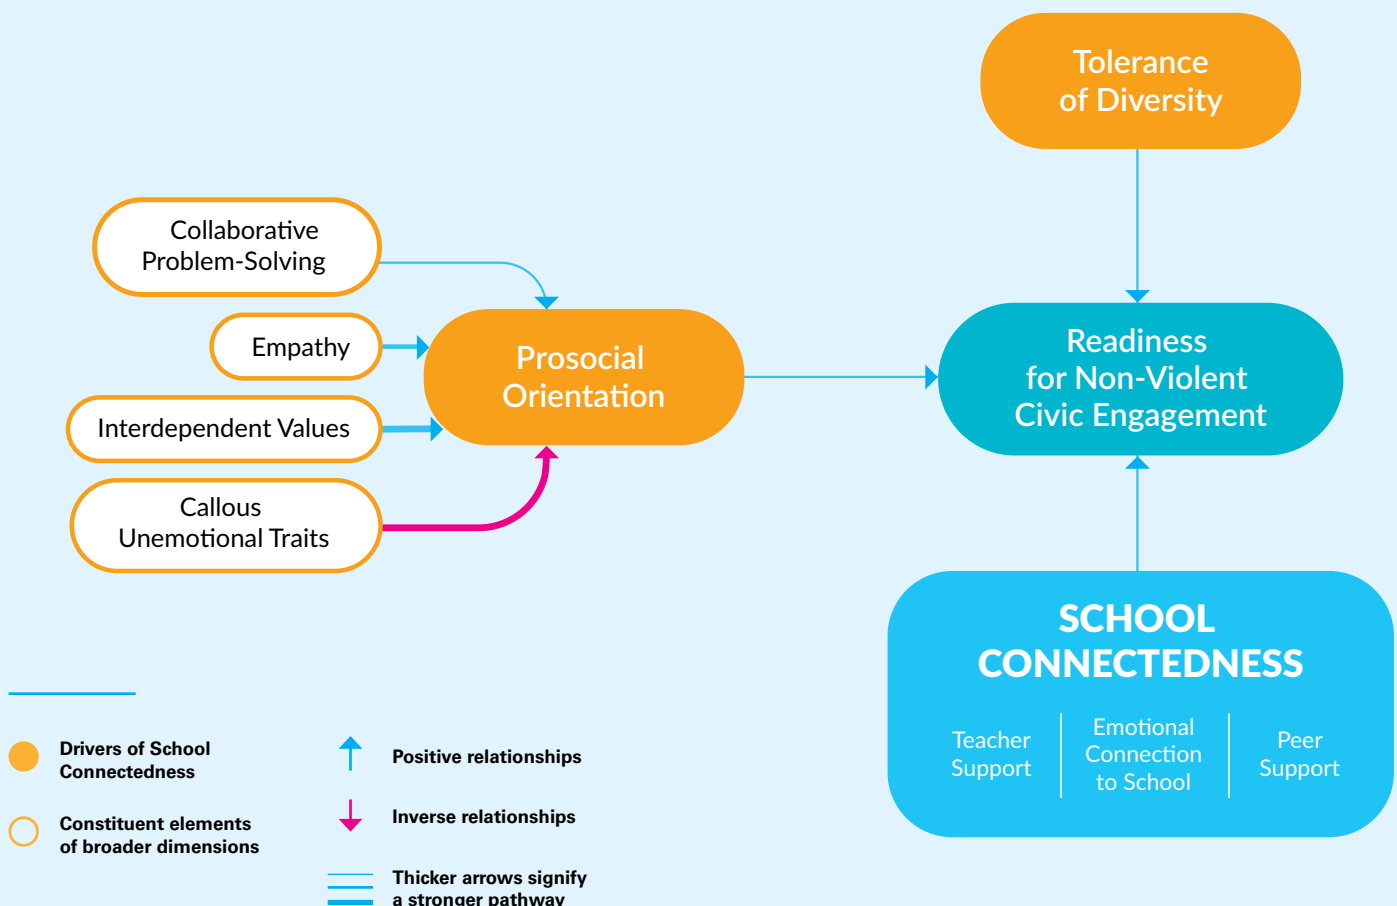 Tolerance
of Diversity
Collaborative
Problem-Solving
Empathy
Interdependent Values
Callous
Unemotional Traits
Prosocial
Orientation
Readiness
for Non-Violent
Civic Engagement
SCHOOL
CONNECTEDNESS
Teacher
Support
Emotional
Connection
to School
Peer
Support
Drivers of School
Connectedness
Constituent elements
of broader dimensions
Positive relationships
Inverse relationships
Thicker arrows signify
a stronger pathway